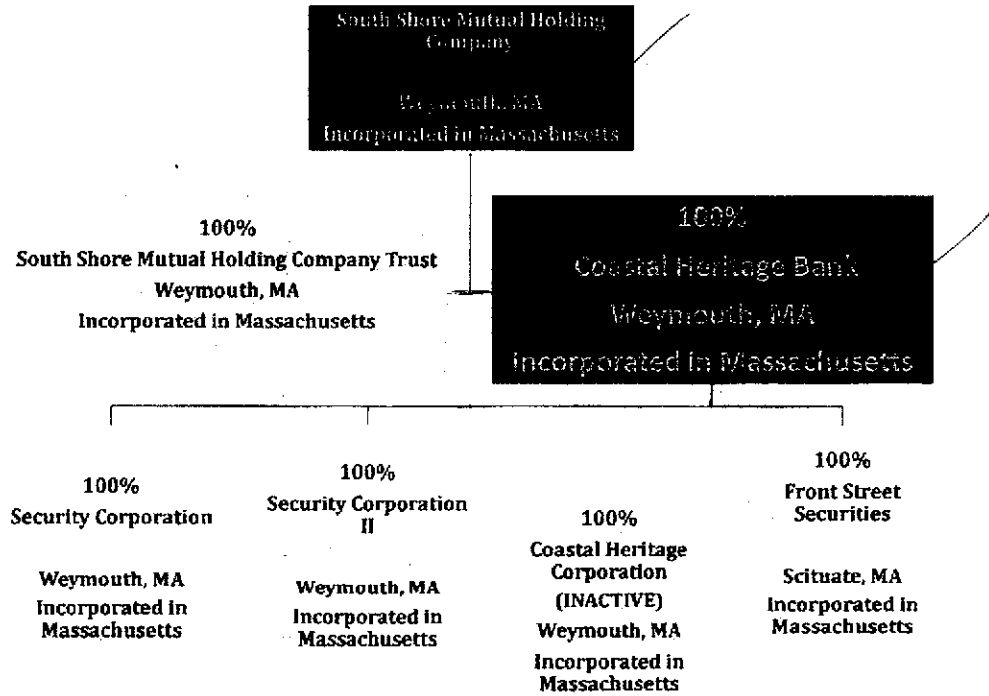 South Shore Mutual Holding
Company
Weymouth, MA
Incorporated in Massachusetts
100%
South Shore Mutual Holding Company Trust
Weymouth, MA
Incorporated in Massachusetts
100%
Coastal Heritage Bank
Weymouth, MA
Incorporated in Massachusetts
100%
Security Corporation
Weymouth, MA
Incorporated in
Massachusetts
100%
Security Corporation
II
Weymouth, MA
Incorporated in
Massachusetts
100%
Coastal Heritage
Corporation
(INACTIVE)
Weymouth, MA
Incorporated in
Massachusetts
100%
Front Street
Securities
Scituate, MA
Incorporated in
Massachusetts